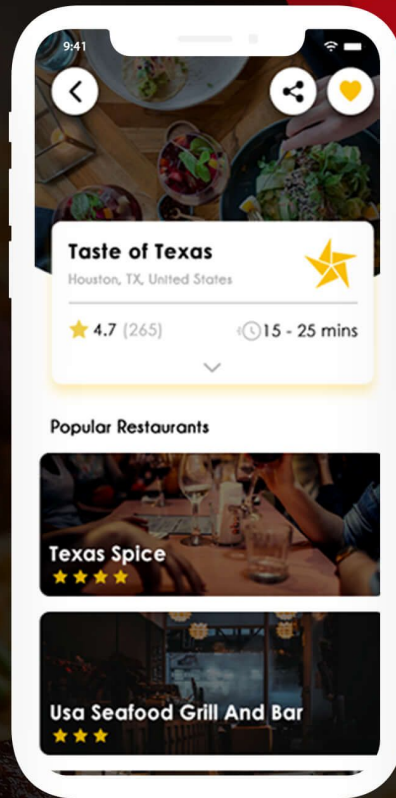 9:41
Taste of Texas
Houston, TX, United States
4.7 (265)
15 - 25 mins
Popular Restaurants
Texas Spice
Usa Seafood Grill And Bar